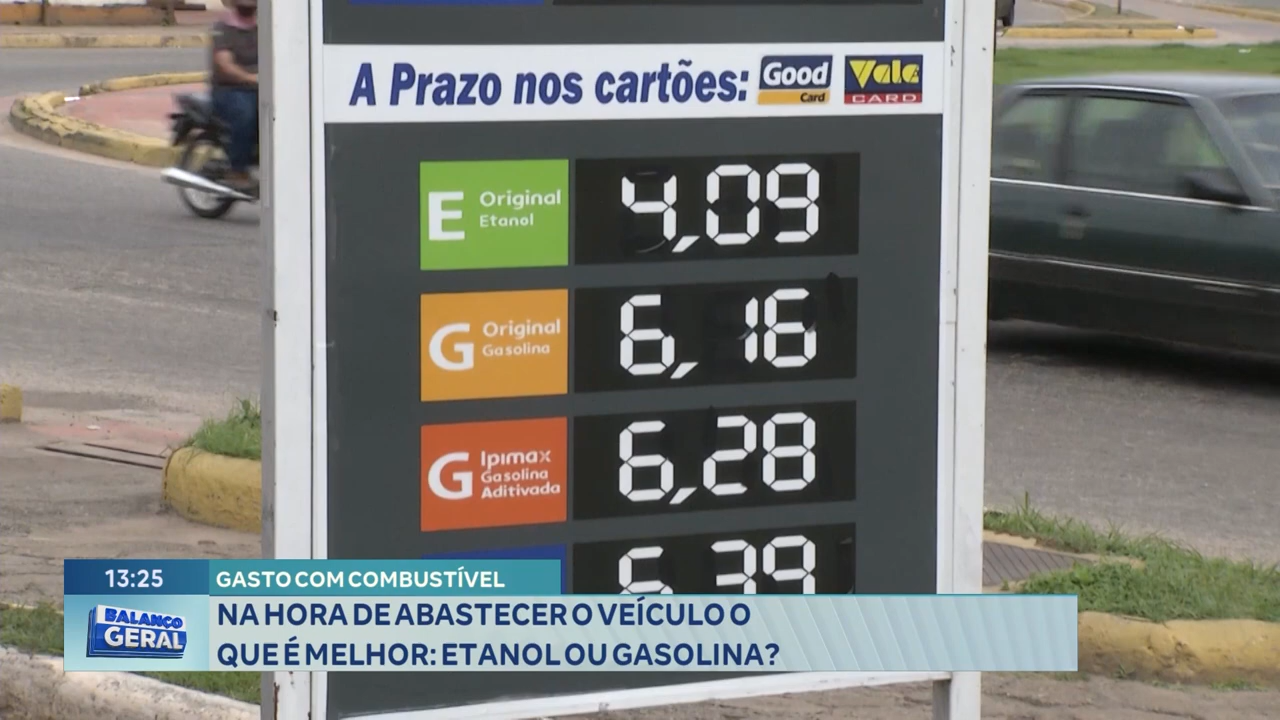 A Prazo nos cartões: Good Card Vale CARD
E Original Etanol 4,09
G Original Gasolina 6,16
G Ipimax Gasolina Aditivada 6,28
6,39
13:25 GASTO COM COMBUSTÍVEL
BALANÇO GERAL
NA HORA DE ABASTECER O VEÍCULO O
QUE É MELHOR: ETANOL OU GASOLINA?